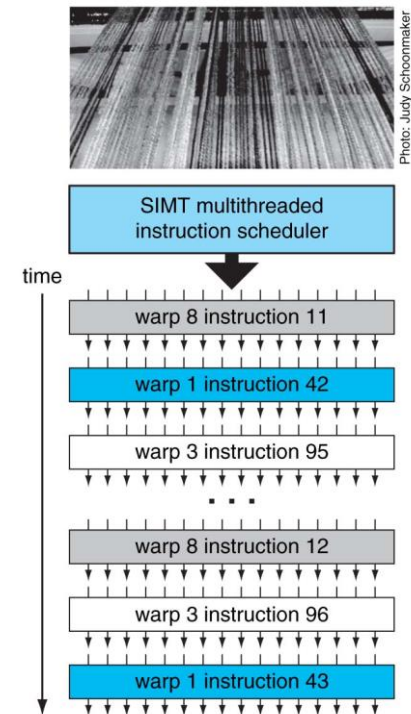 Photo: Judy Schoonmaker
SIMT multithreaded
instruction scheduler
time
warp 8 instruction 11
warp 1 instruction 42
warp 3 instruction 95
. . .
warp 8 instruction 12
warp 3 instruction 96
warp 1 instruction 43